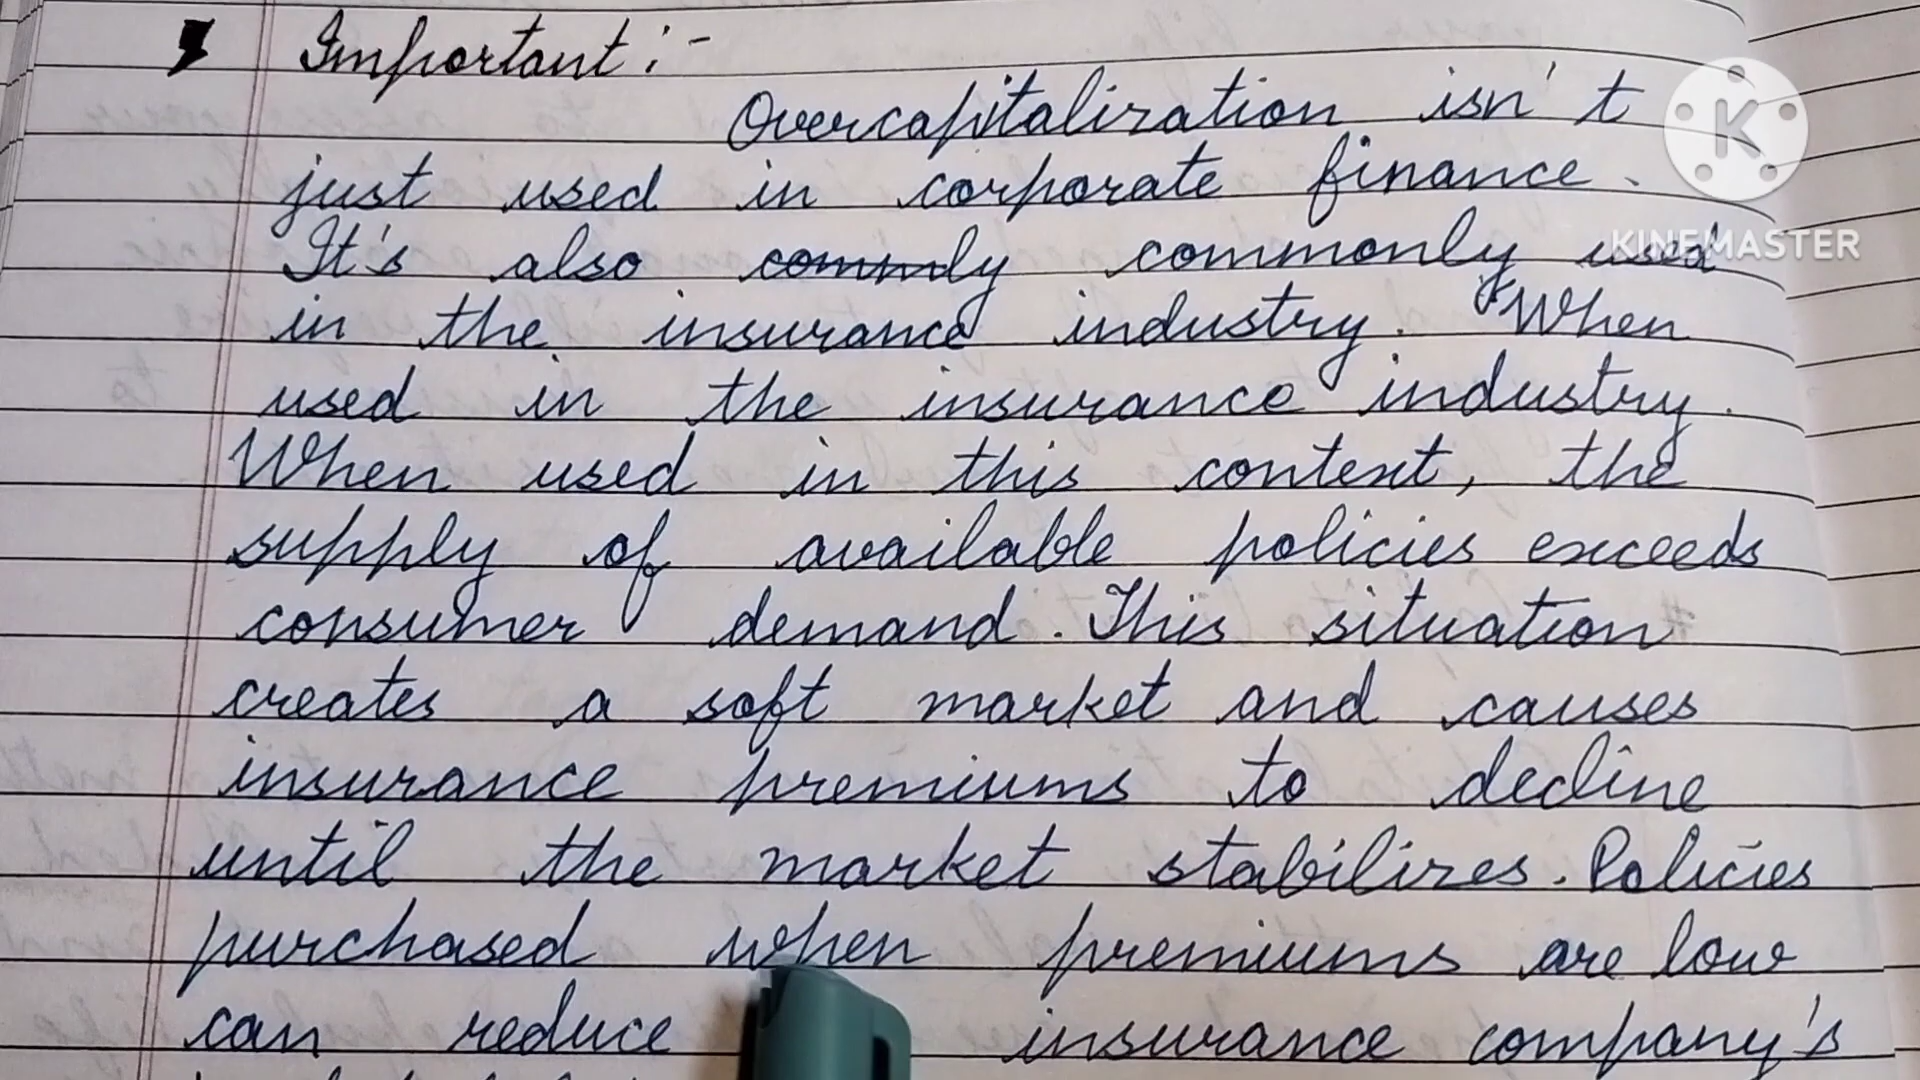 Important :-
Overcapitalization isn't
just used in corporate finance.
It's also commly commonly used
in the insurance industry. When
used in the insurance industry.
When used in this context, the
supply of available policies exceeds
consumer demand. This situation
creates a soft market and causes
insurance premiums to decline
until the market stabilizes. Policies
purchased when premiums are low
can reduce insurance company's
K
KINEMASTER